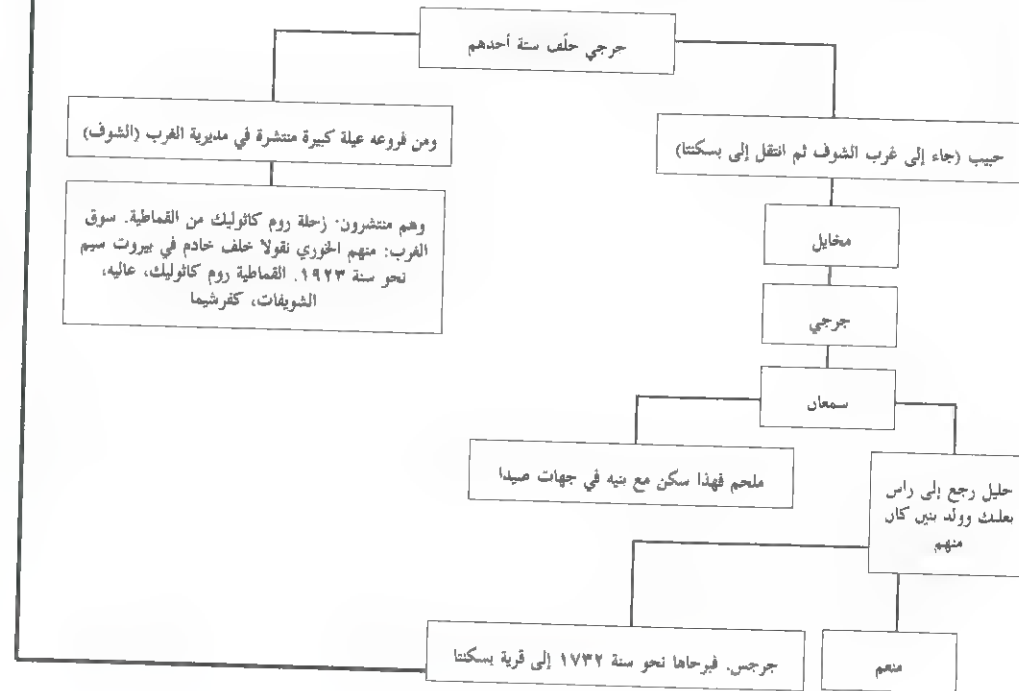 حرجي خلّف ستة أحدهم
ومن فروعه عيلة كبيرة منتشرة في مديرية الغرب (الشوف)
حبيب (جاء إلى غرب الشوف ثم انتقل إلى بسكنتا)
وهم منتشرون: زحلة روم كاثوليك من القماطية. سوق
الغرب: منهم الخوري نقولا خلف خادم في بيروت سيم
نحو سنة ١٩٢٣. القماطية روم كاثوليك، عاليه،
الشويفات، كفرشيما
مخايل
جرجي
سمعان
ملحم فهذا سكن مع بنيه في جهات صيدا
خليل رجع إلى راس
بعلبك وولد بنين كان
منهم
جرجس. فبرحاها نحو سنة ١٧٣٢ إلى قرية بسكنتا
منعم